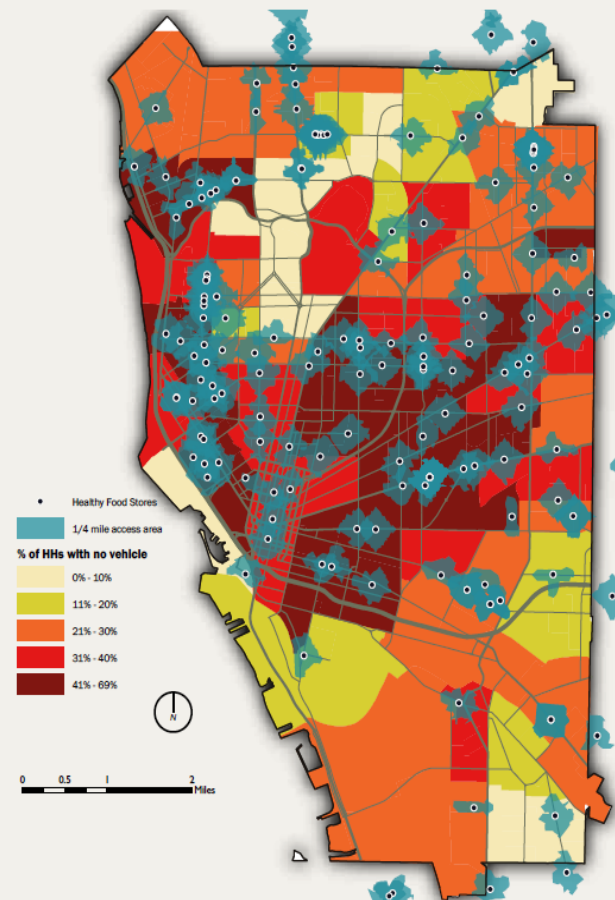 Healthy Food Stores
1/4 mile access area
% of HHs with no vehicle
0% - 10%
11% - 20%
21% - 30%
31% - 40%
41% - 69%
N
0 0.5 1 2
Miles